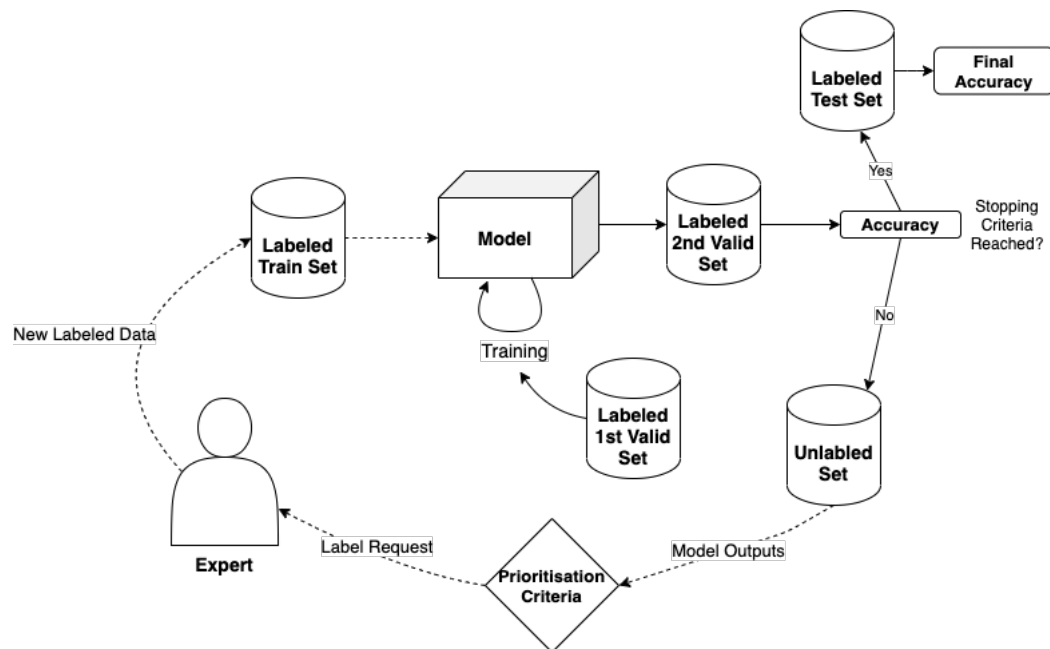 Labeled
Test Set
Final
Accuracy
Yes
Labeled
Train Set
Model
Labeled
2nd Valid
Set
Accuracy
Stopping
Criteria
Reached?
New Labeled Data
No
Training
Labeled
1st Valid
Set
Unlabled
Set
Expert
Label Request
Prioritisation
Criteria
Model Outputs